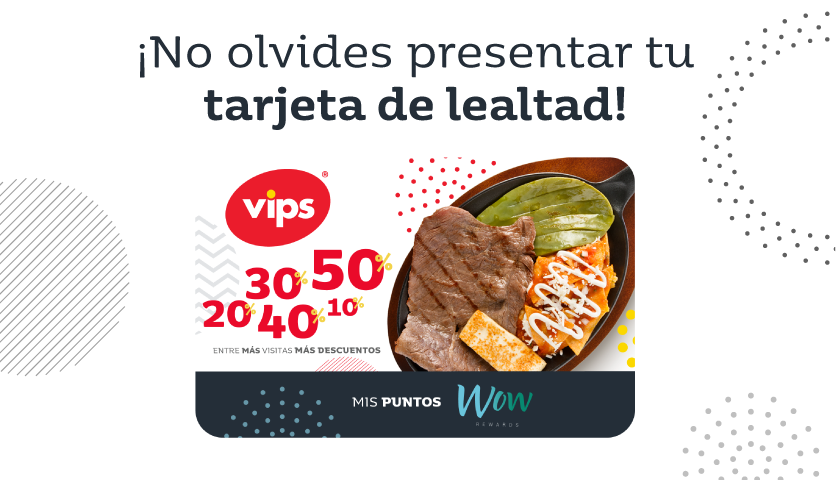 ¡No olvides presentar tu
tarjeta de lealtad!
vips®
30% 50%
20% 40% 10%
ENTRE MÁS VISITAS MÁS DESCUENTOS
MIS PUNTOS Wow
REWARDS